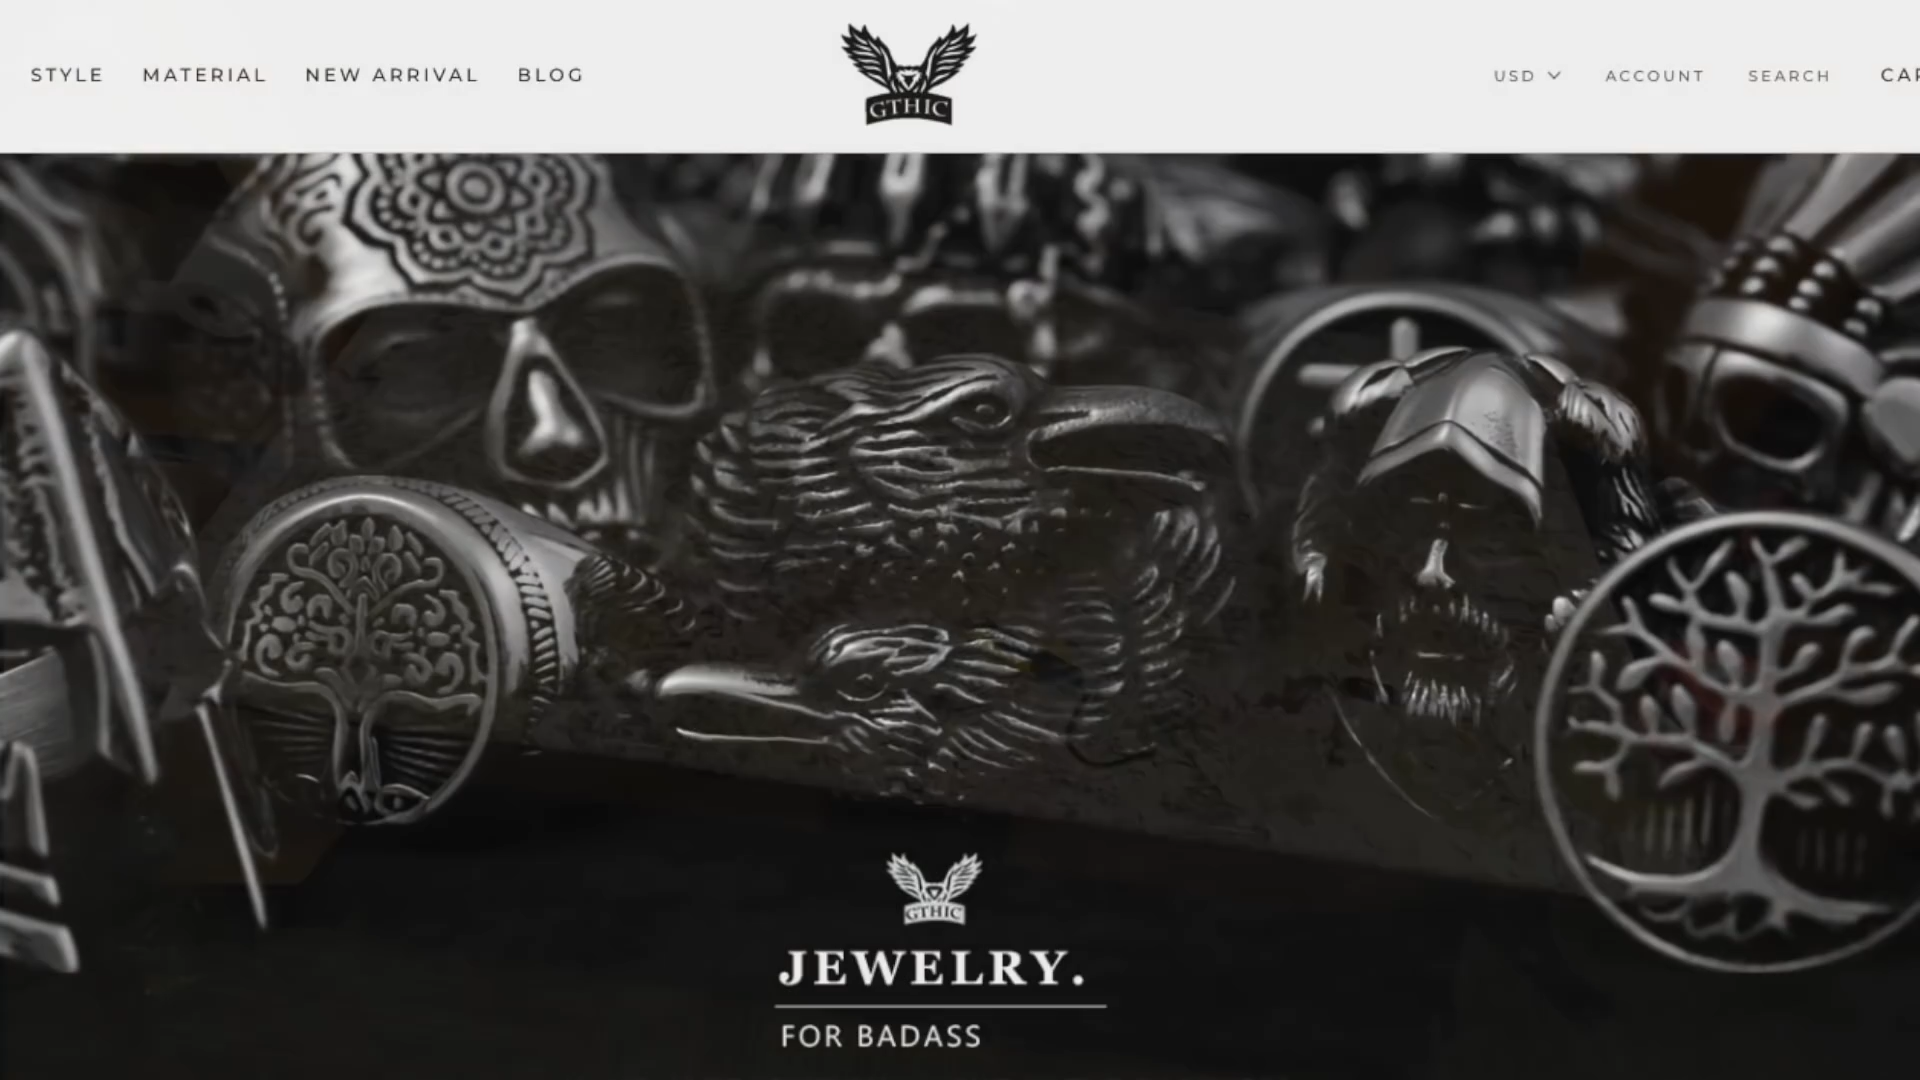 STYLE MATERIAL NEW ARRIVAL BLOG
GTHIC
USD ACCOUNT SEARCH
GTHIC
JEWELRY.
FOR BADASS